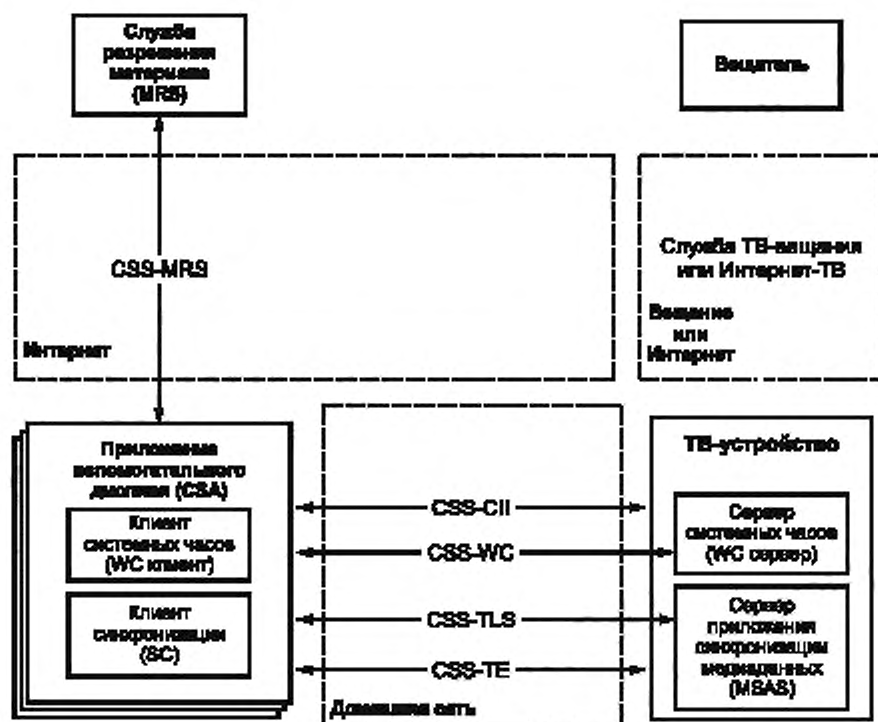 Служба
разрешения
материала
(MRS)
Вещатель
CSS-MRS
Интернет
Служба ТВ-вещания
или Интернет-ТВ
Вещание
или
Интернет
Приложение
вспомогательного
дисплея (CSA)
Клиент
системных часов
(WC клиент)
Клиент
синхронизации
(SC)
CSS-CII
CSS-WC
CSS-TLS
CSS-TE
Домашняя сеть
ТВ-устройство
Сервер
системных часов
(WC сервер)
Сервер
приложения
синхронизации
медиаданных
(MSAS)